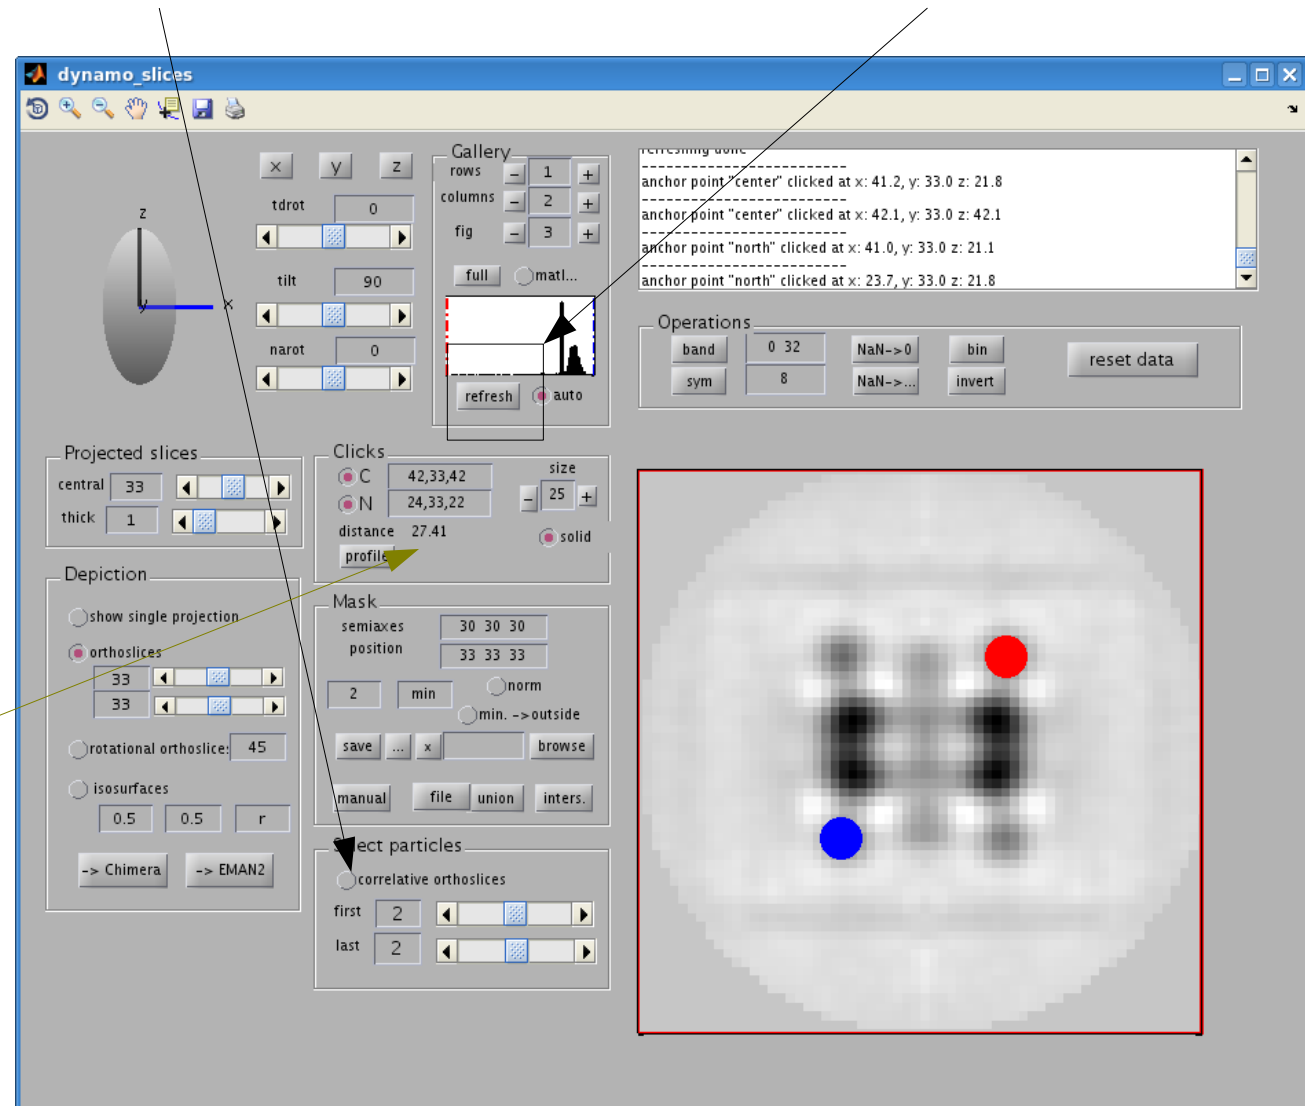 dynamo_slices
x y z
tdrot 0
tilt 90
narot 0
z
y
x
Gallery
rows - 1 +
columns - 2 +
fig - 3 +
full matl...
refresh auto
refreshing done
---------------------------
anchor point "center" clicked at x: 41.2, y: 33.0 z: 21.8
---------------------------
anchor point "center" clicked at x: 42.1, y: 33.0 z: 42.1
---------------------------
anchor point "north" clicked at x: 41.0, y: 33.0 z: 21.1
---------------------------
anchor point "north" clicked at x: 23.7, y: 33.0 z: 21.8
Operations
band 0 32 NaN->0 bin
sym 8 NaN->... invert
reset data
Projected slices
central 33
thick 1
Clicks
C 42,33,42
N 24,33,22
size
- 25 +
distance 27.41
solid
profile
Depiction
show single projection
orthoslices
33
33
rotational orthoslices 45
isosurfaces
0.5 0.5 r
-> Chimera -> EMAN2
Mask
semiaxes 30 30 30
position 33 33 33
2 min norm
min. ->outside
save ... x browse
manual file union inters.
Select particles
correlative orthoslices
first 2
last 2